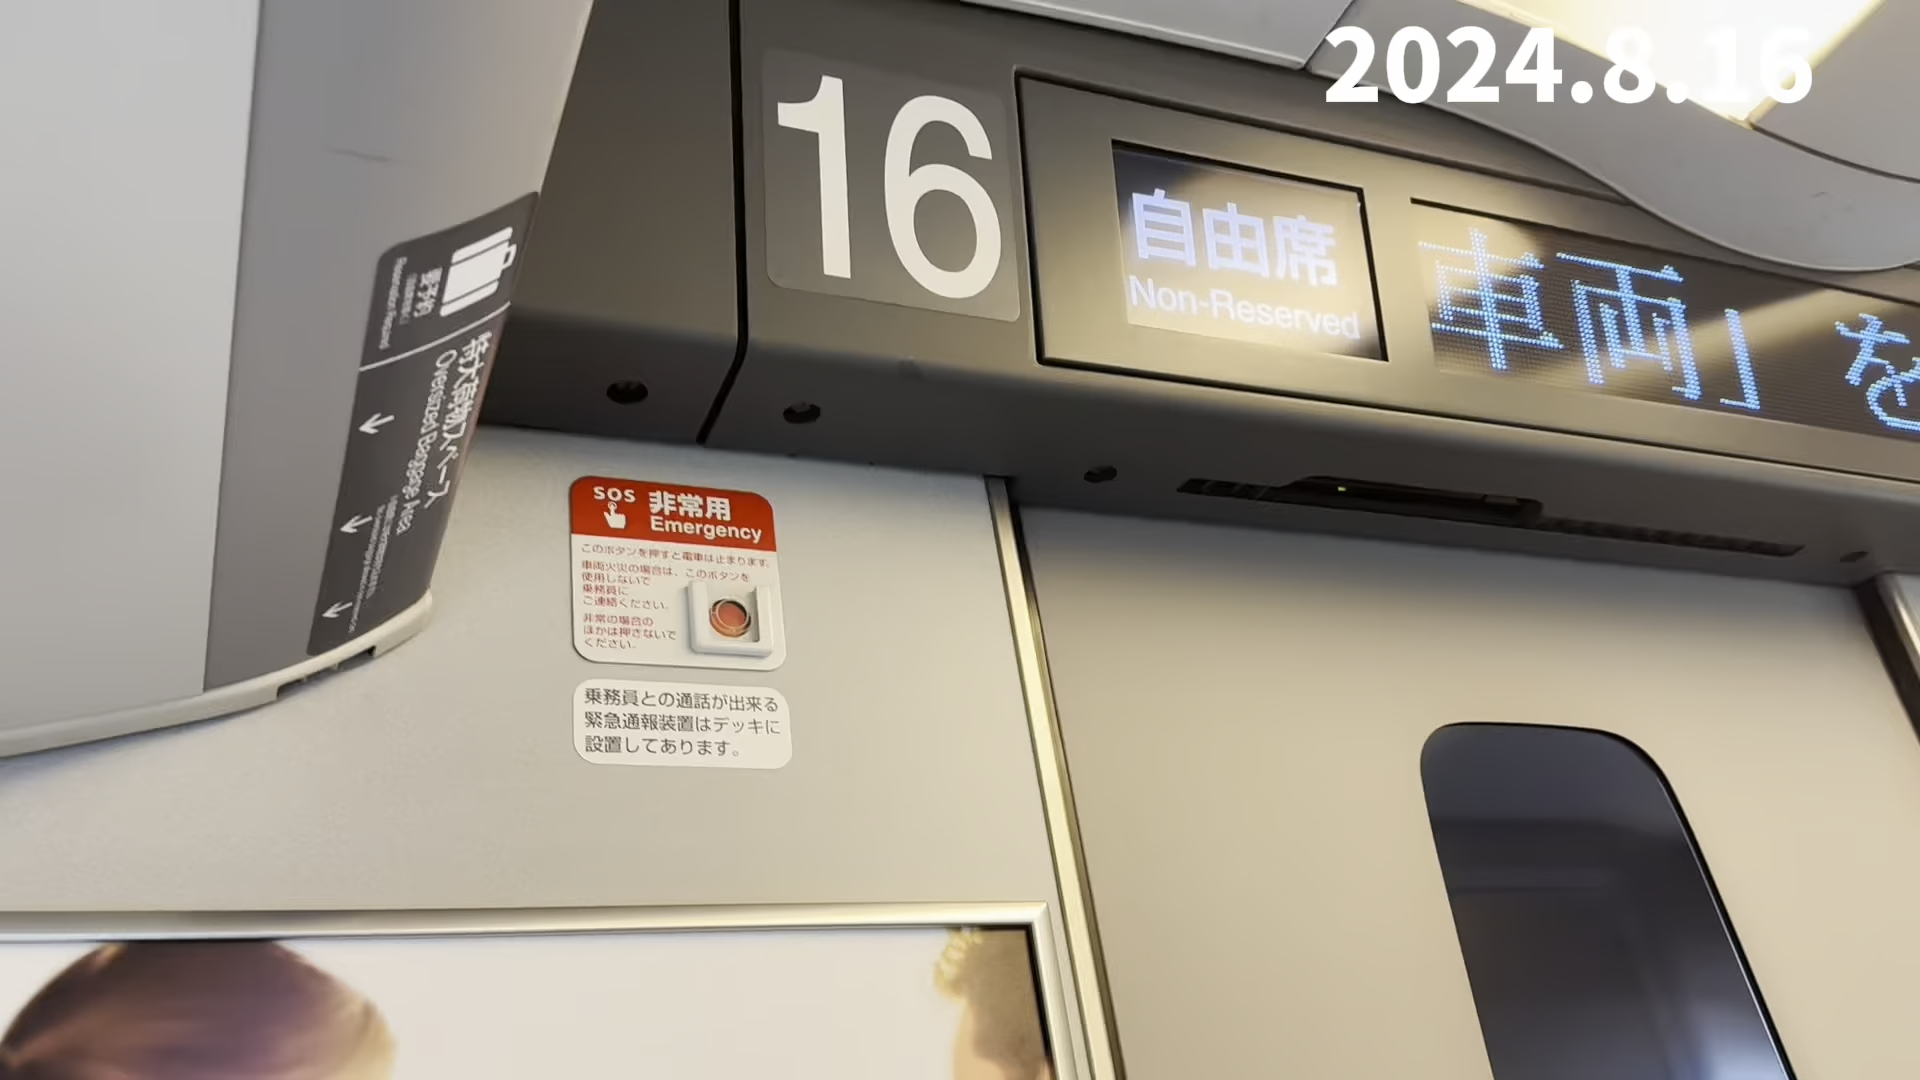 2024.8.16
16
自由席
Non-Reserved
車両」を
要予約
特大荷物スペース
Oversized Baggage Area
SOS
非常用
Emergency
このボタンを押すと電車は止まります。
車両火災の場合は、このボタンを
使用しないで
乗務員に
ご連絡ください。
非常の場合の
ほかは押さないで
ください。
乗務員との通話が出来る
緊急通報装置はデッキに
設置してあります。